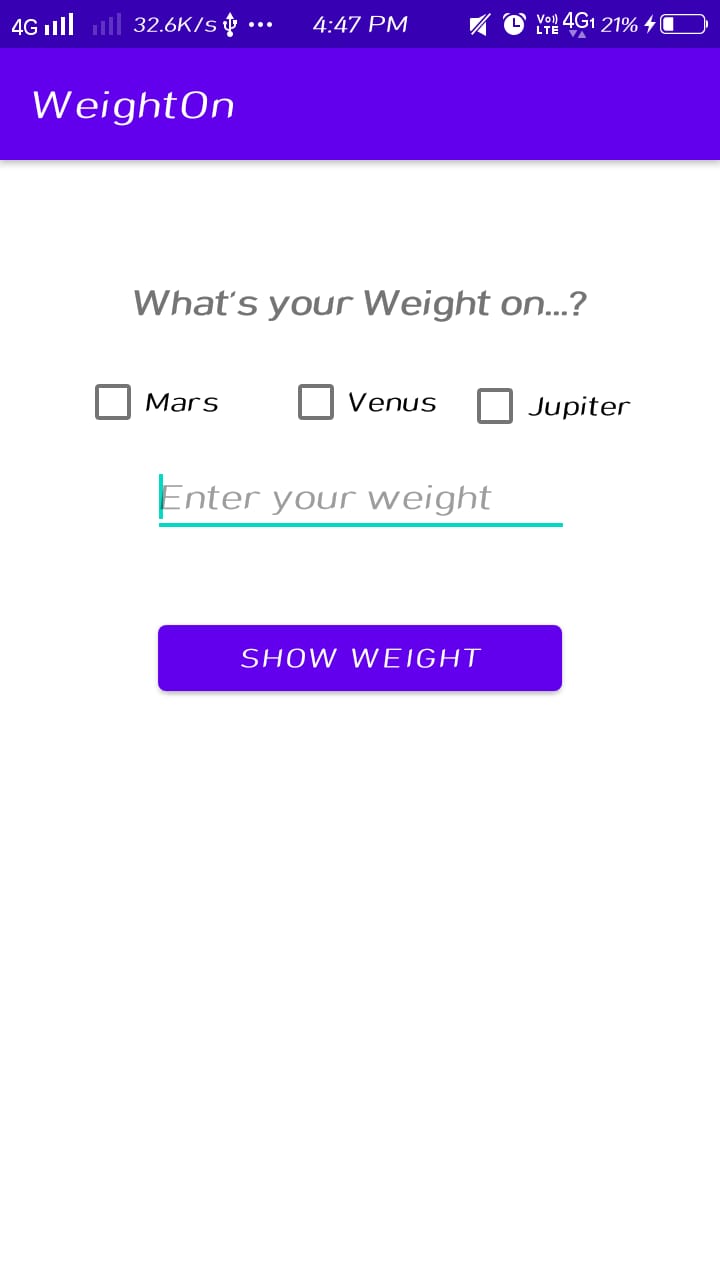 4G 32.6K/s ... 4:47 PM Vo)) LTE 4G1 21%
WeightOn
What's your Weight on...?
Mars Venus Jupiter
Enter your weight
SHOW WEIGHT